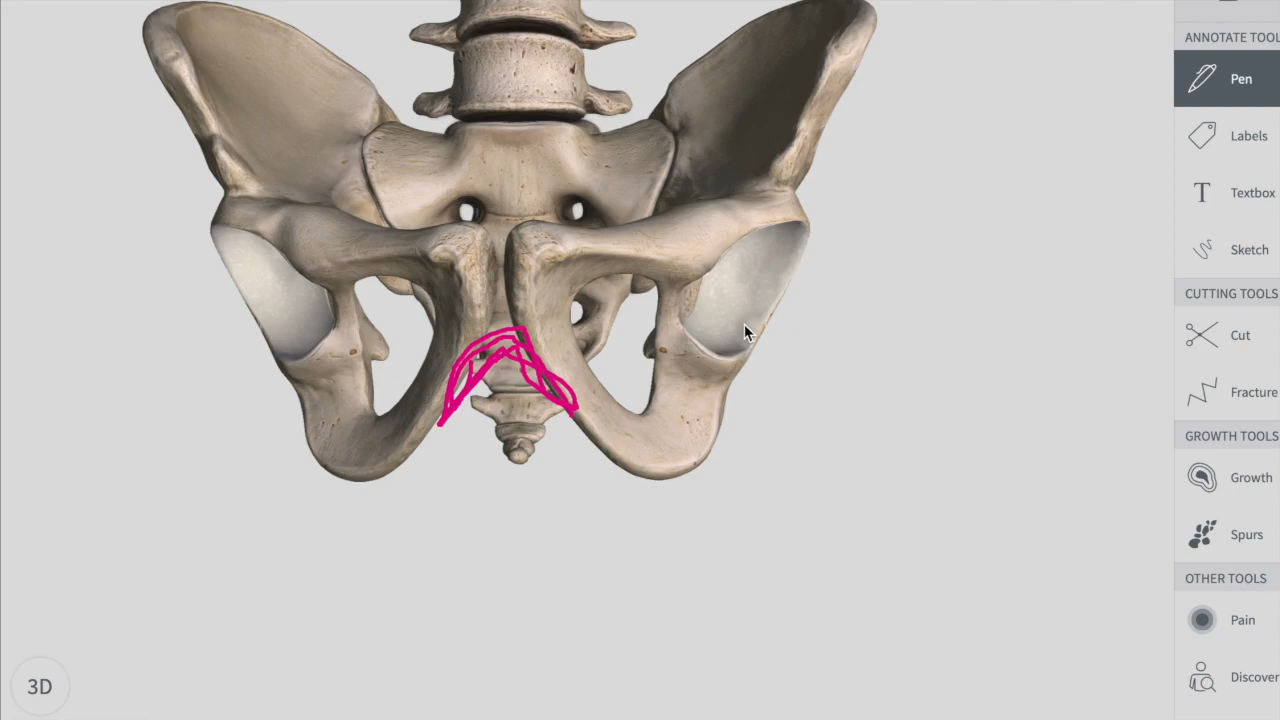 ANNOTATE TOOL
Pen
Labels
Textbox
Sketch
CUTTING TOOLS
Cut
Fracture
GROWTH TOOLS
Growth
Spurs
OTHER TOOLS
Pain
Discover
3D